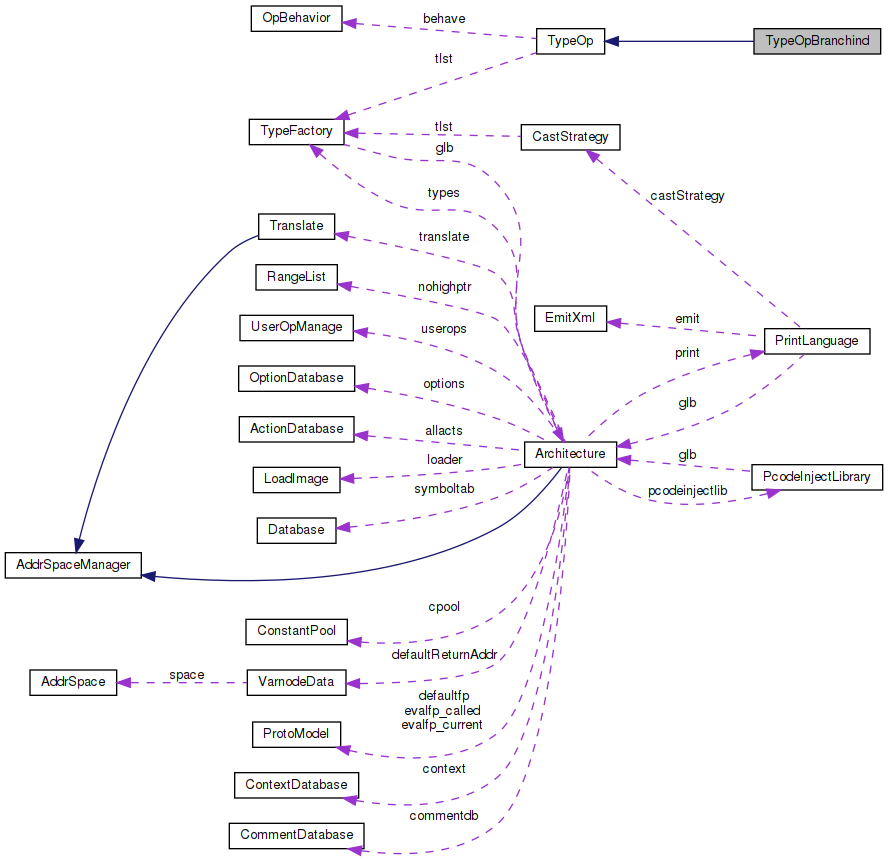 OpBehavior
behave
TypeOp
TypeOpBranchind
tlst
TypeFactory
tlst
CastStrategy
glb
types
castStrategy
Translate
translate
RangeList
nohighptr
EmitXml
emit
PrintLanguage
UserOpManage
userops
print
OptionDatabase
options
glb
ActionDatabase
allacts
Architecture
loader
glb
LoadImage
PcodeInjectLibrary
symboltab
pcodeinjectlib
Database
AddrSpaceManager
cpool
ConstantPool
defaultReturnAddr
AddrSpace
space
VarnodeData
defaultfp
evalfp_called
evalfp_current
ProtoModel
context
ContextDatabase
commentdb
CommentDatabase